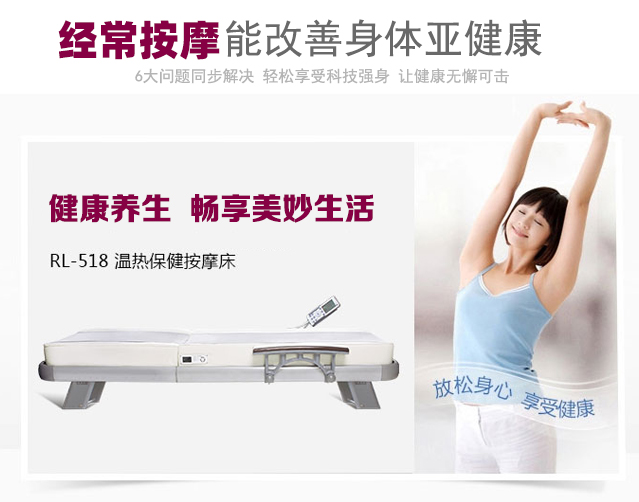 经常按摩能改善身体亚健康
6大问题同步解决 轻松享受科技强身 让健康无懈可击
健康养生 畅享美妙生活
RL-518 温热保健按摩床
放松身心 享受健康